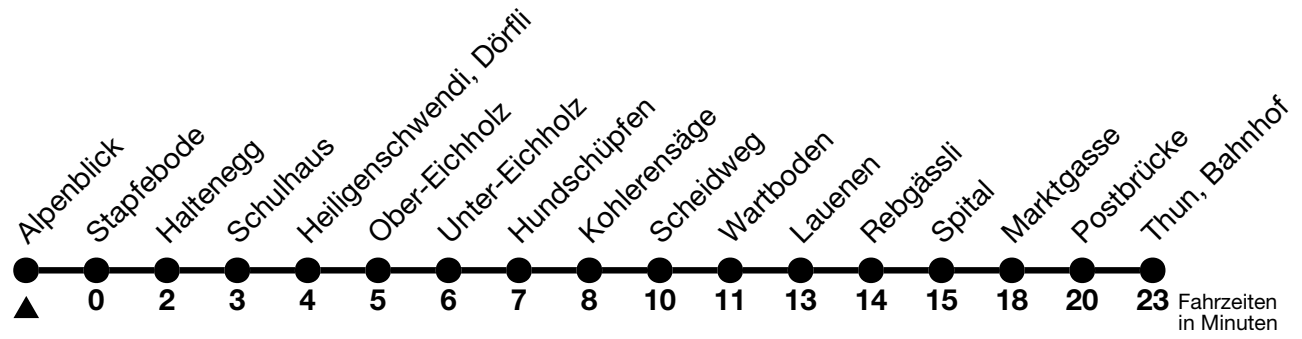 Alpenblick
Stapfebode
Haltenegg
Schulhaus
Heiligenschwendi, Dörfli
Ober-Eichholz
Unter-Eichholz
Hundschüpfen
Kohlerensäge
Scheidweg
Wartboden
Lauenen
Rebgässli
Spital
Marktgasse
Postbrücke
Thun, Bahnhof
0 2 3 4 5 6 7 8 10 11 13 14 15 18 20 23 Fahrzeiten
in Minuten